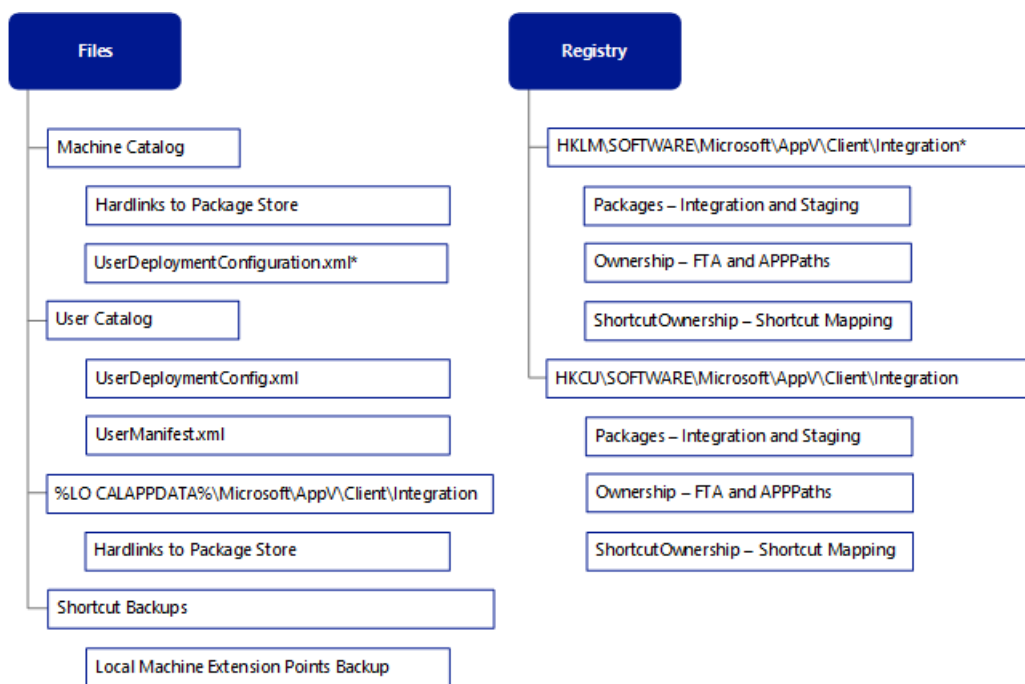 Files
Machine Catalog
Hardlinks to Package Store
UserDeploymentConfiguration.xml*
User Catalog
UserDeploymentConfig.xml
UserManifest.xml
%LO CALAPPDATA%\Microsoft\AppV\Client\Integration
Hardlinks to Package Store
Shortcut Backups
Local Machine Extension Points Backup
Registry
HKLM\SOFTWARE\Microsoft\AppV\Client\Integration*
Packages – Integration and Staging
Ownership – FTA and APPPaths
ShortcutOwnership – Shortcut Mapping
HKCU\SOFTWARE\Microsoft\AppV\Client\Integration
Packages – Integration and Staging
Ownership – FTA and APPPaths
ShortcutOwnership – Shortcut Mapping